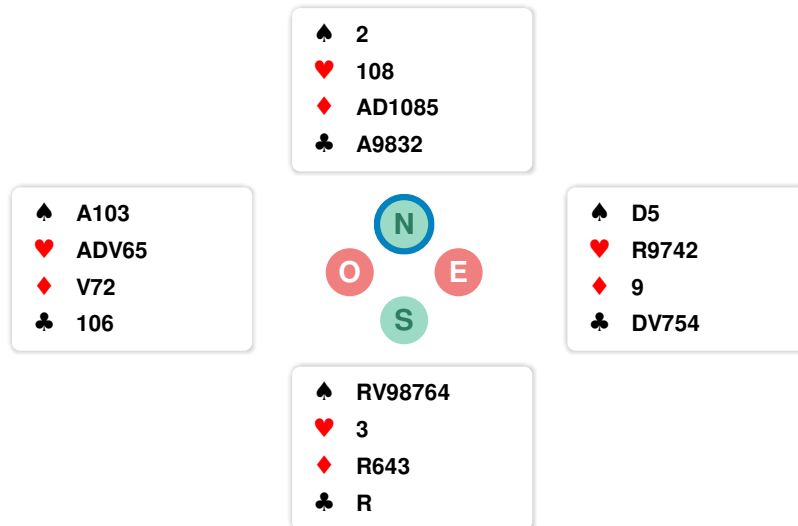 ♠ 2
♥ 108
♦ AD1085
♣ A9832
♠ A103
♥ ADV65
♦ V72
♣ 106
N
O E
S
♠ D5
♥ R9742
♦ 9
♣ DV754
♠ RV98764
♥ 3
♦ R643
♣ R